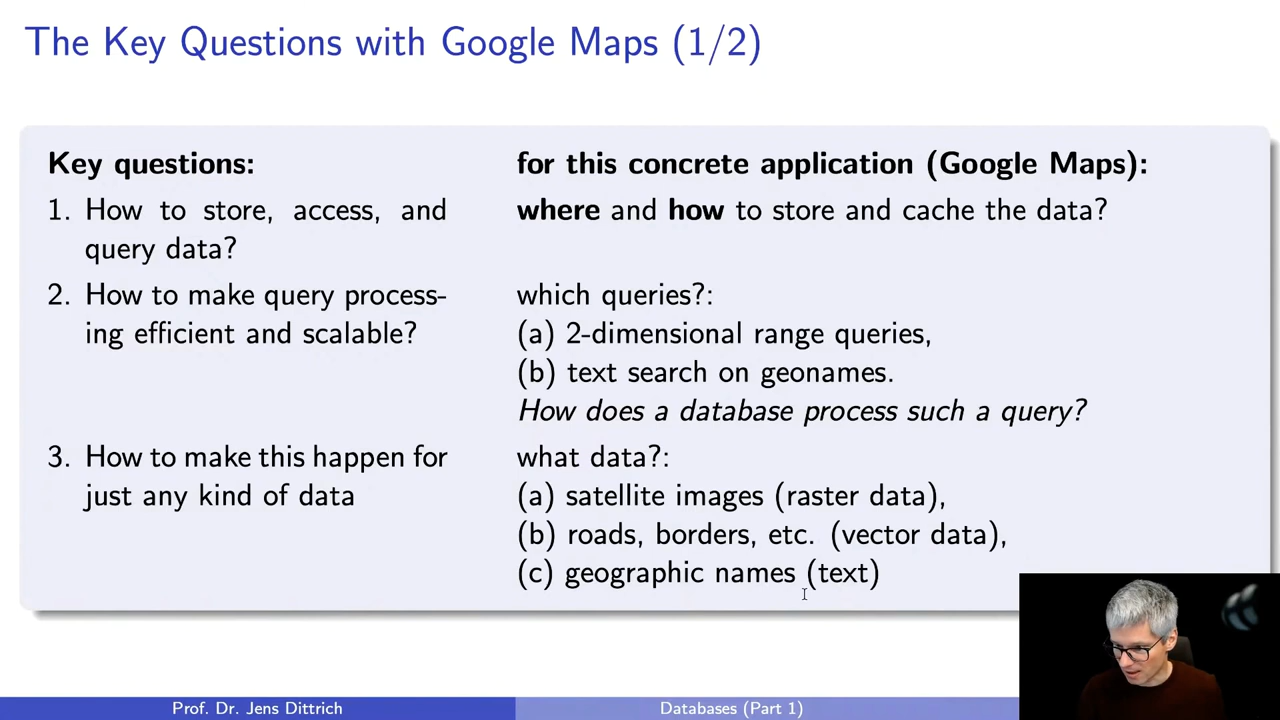 The Key Questions with Google Maps (1/2)
Key questions:
for this concrete application (Google Maps):
1. How to store, access, and
query data?
where and how to store and cache the data?
2. How to make query process-
ing efficient and scalable?
which queries?:
(a) 2-dimensional range queries,
(b) text search on geonames.
How does a database process such a query?
3. How to make this happen for
just any kind of data
what data?:
(a) satellite images (raster data),
(b) roads, borders, etc. (vector data),
(c) geographic names (text)
Prof. Dr. Jens Dittrich
Databases (Part 1)